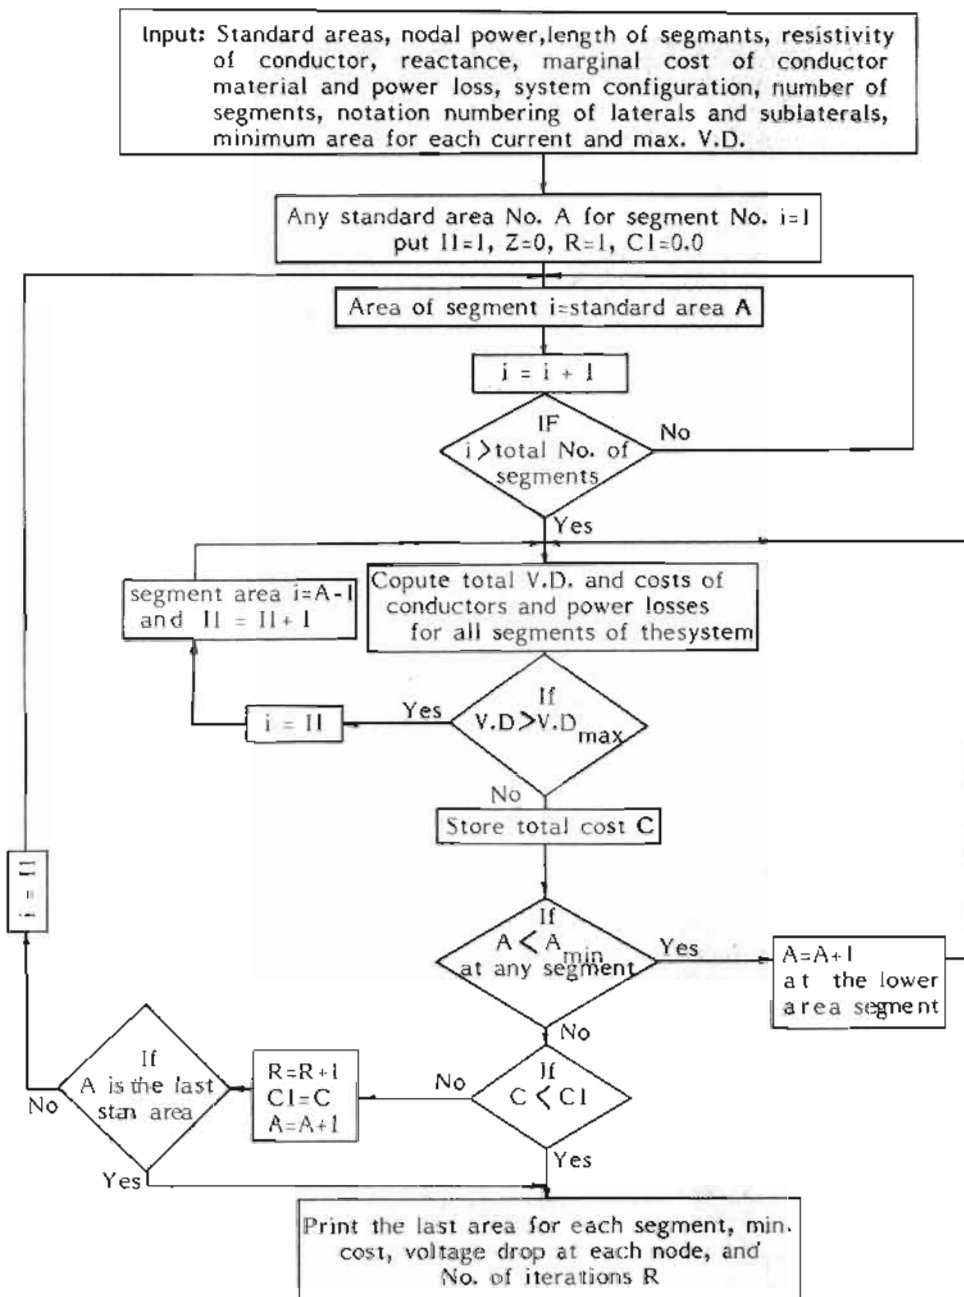 Input: Standard areas, nodal power,length of segmants, resistivity
of conductor, reactance, marginal cost of conductor
material and power loss, system configuration, number of
segments, notation numbering of laterals and sublaterals,
minimum area for each current and max. V.D.
Any standard area No. A for segment No. i=1
put I1=1, Z=0, R=1, C1=0.0
Area of segment i=standard area A
i = i + 1
IF
i >total No. of
segments
No
Yes
segment area i=A-1
and I1 = I1 + 1
Copute total V.D. and costs of
conductors and power losses
for all segments of thesystem
If
V.D>V.Dmax
Yes
i = I1
No
Store total cost C
i = I1
If
A < Amin
at any segment
Yes
A=A+1
at the lower
area segment
No
If
A is the last
stan area
No
R=R+1
C1=C
A=A+1
No
If
C < C1
Yes
Yes
Print the last area for each segment, min.
cost, voltage drop at each node, and
No. of iterations R